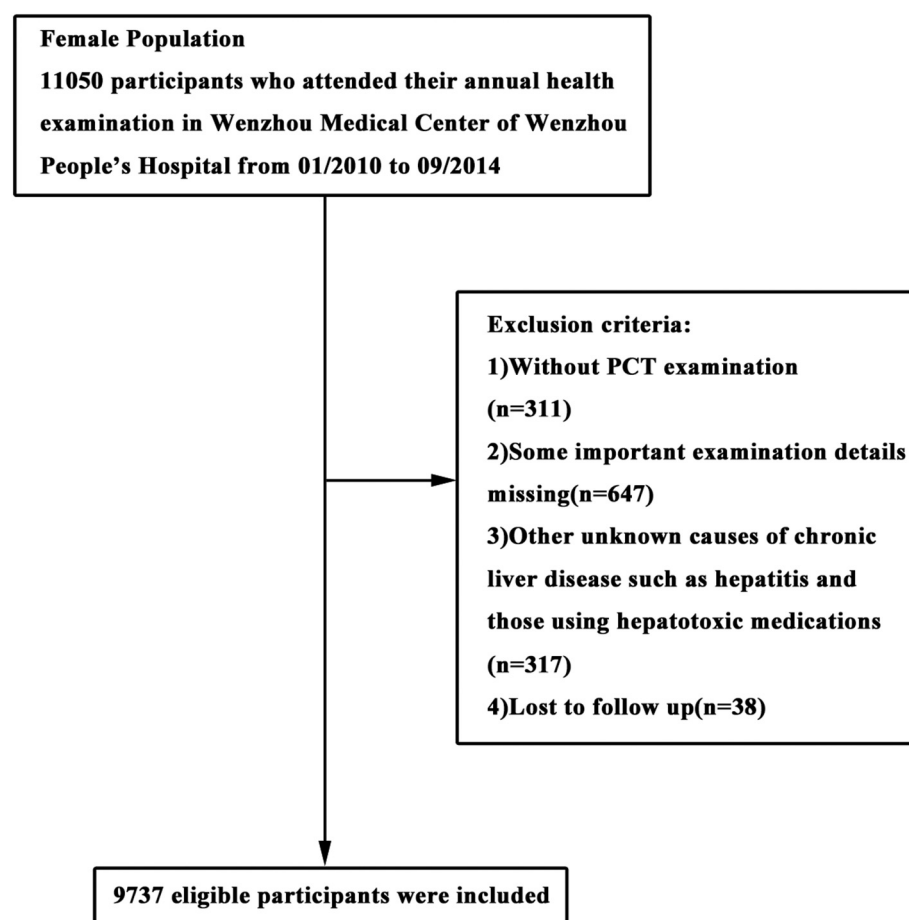 Female Population
11050 participants who attended their annual health
examination in Wenzhou Medical Center of Wenzhou
People's Hospital from 01/2010 to 09/2014
Exclusion criteria:
1)Without PCT examination
(n=311)
2)Some important examination details
missing(n=647)
3)Other unknown causes of chronic
liver disease such as hepatitis and
those using hepatotoxic medications
(n=317)
4)Lost to follow up(n=38)
9737 eligible participants were included